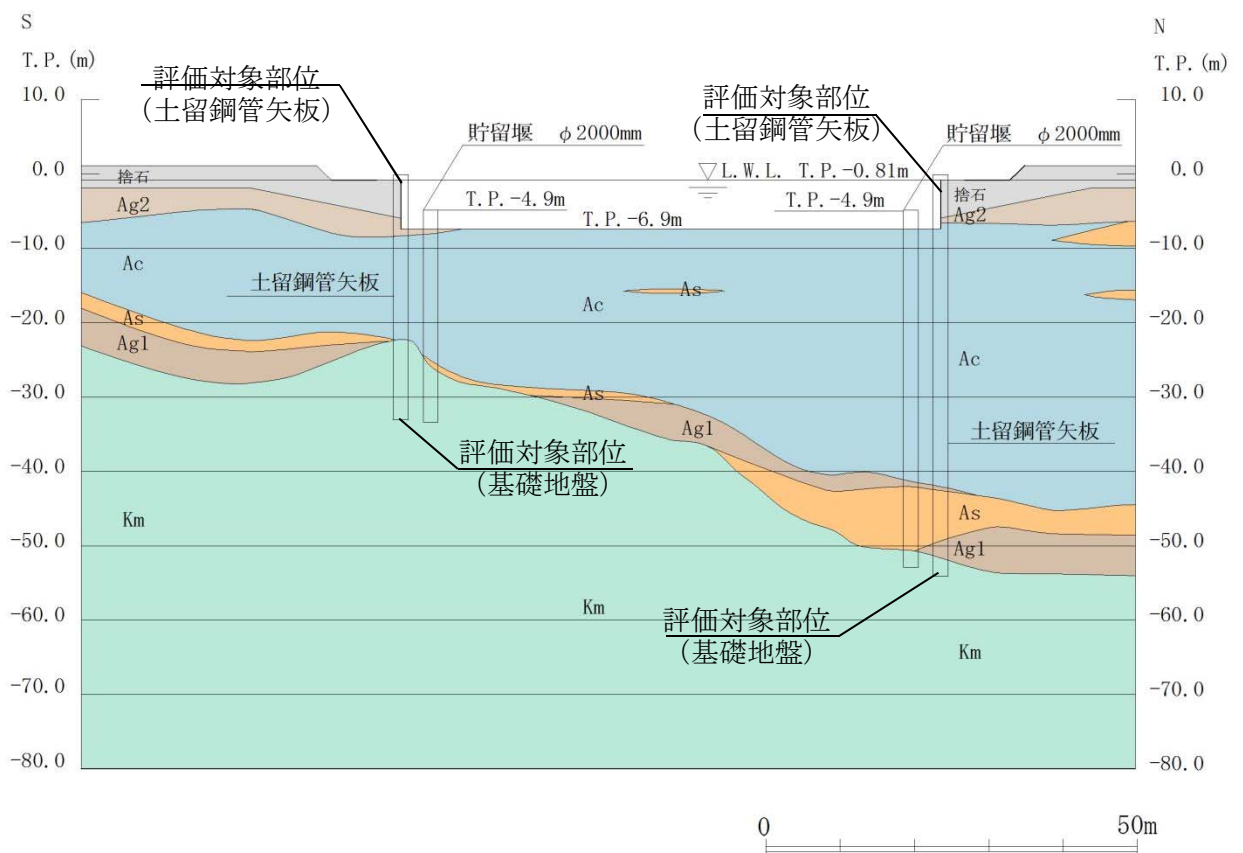 S
N
T.P.(m)
T.P.(m)
評価対象部位
(土留鋼管矢板)
評価対象部位
(土留鋼管矢板)
10.0
10.0
貯留堰 φ2000mm
貯留堰 φ2000mm
0.0
0.0
捨石
L.W.L. T.P.-0.81m
捨石
Ag2
T.P.-4.9m
T.P.-4.9m
Ag2
T.P.-6.9m
-10.0
-10.0
Ac
土留鋼管矢板
As
Ac
-20.0
-20.0
As
Ag1
Ac
-30.0
-30.0
As
Ag1
土留鋼管矢板
評価対象部位
(基礎地盤)
-40.0
-40.0
Km
As
-50.0
-50.0
Ag1
Km
評価対象部位
(基礎地盤)
-60.0
-60.0
Km
-70.0
-70.0
-80.0
-80.0
0
50m